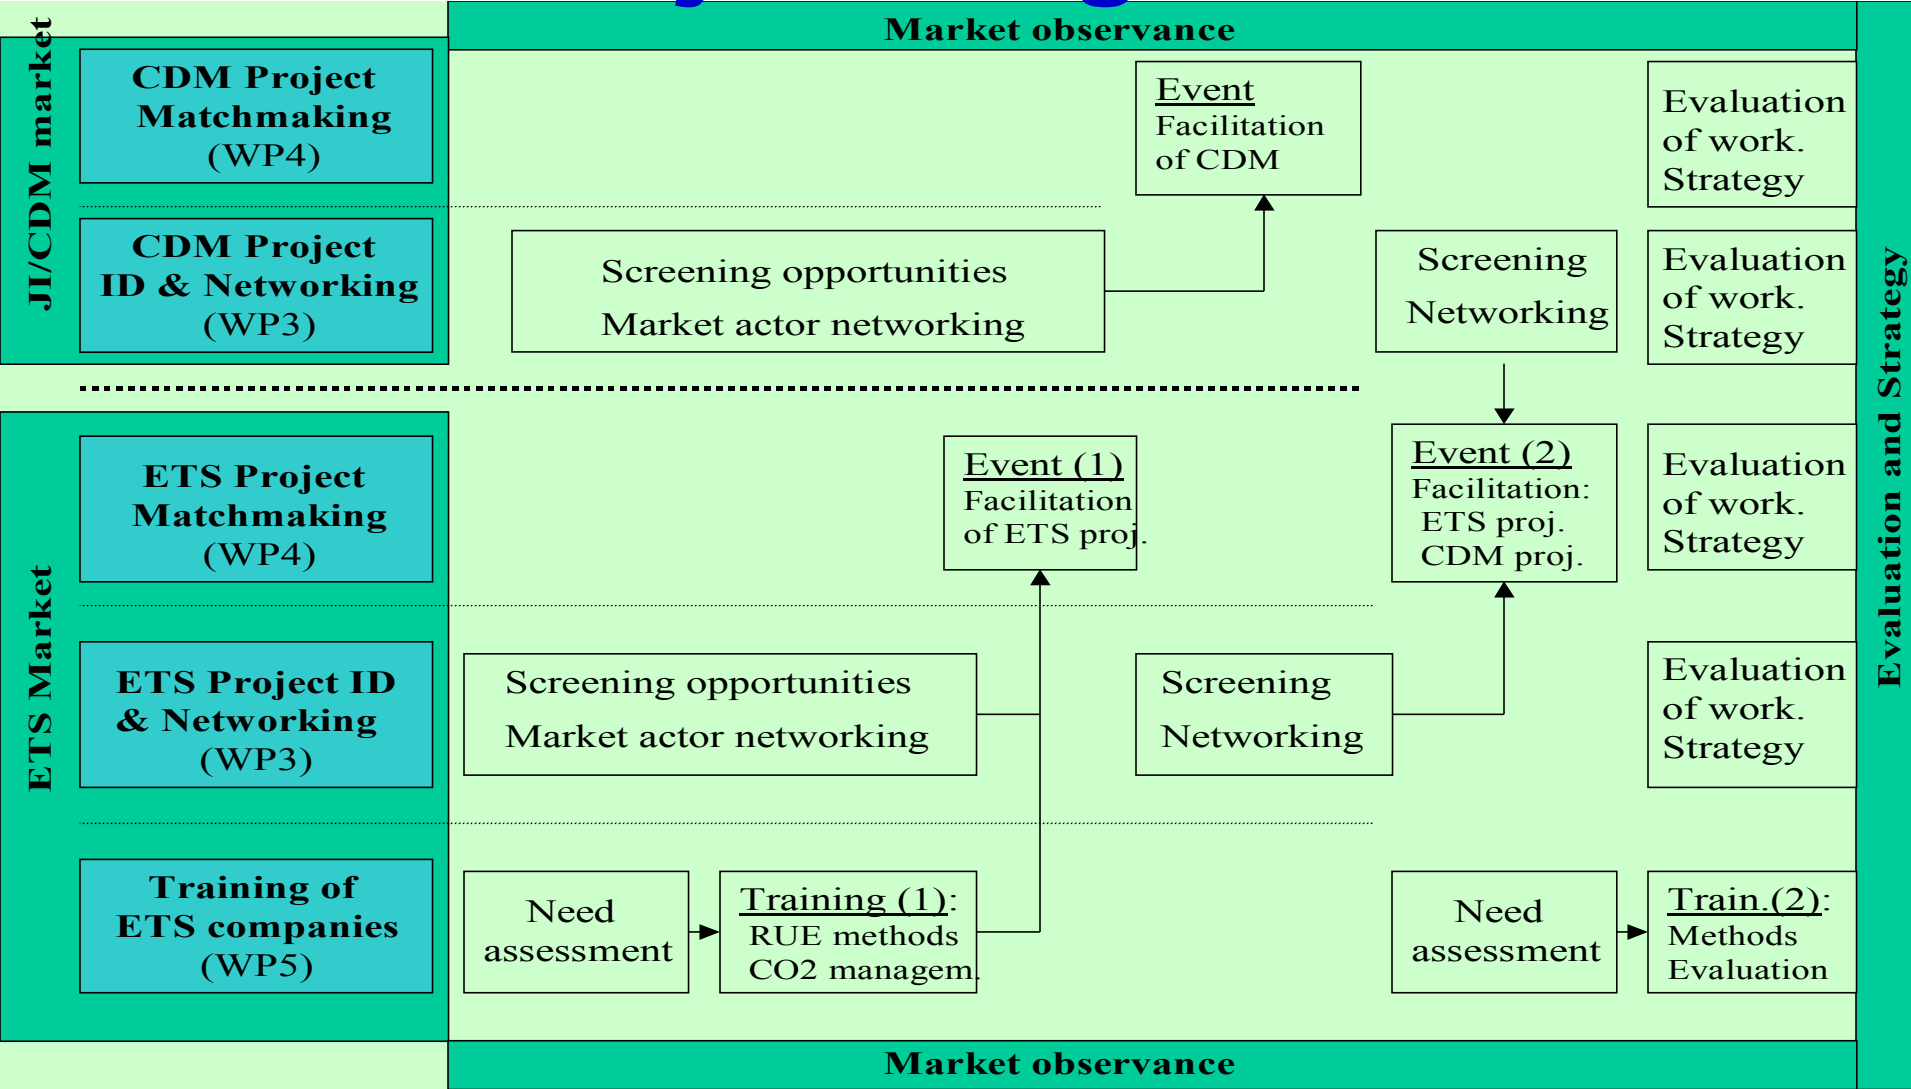 Market observance
JI/CDM market
CDM Project
Matchmaking
(WP4)
Event
Facilitation
of CDM
Evaluation
of work.
Strategy
CDM Project
ID & Networking
(WP3)
Screening opportunities
Market actor networking
Screening
Networking
Evaluation
of work.
Strategy
Evaluation and Strategy
ETS Market
ETS Project
Matchmaking
(WP4)
Event (1)
Facilitation
of ETS proj.
Event (2)
Facilitation:
ETS proj.
CDM proj.
Evaluation
of work.
Strategy
ETS Project ID
& Networking
(WP3)
Screening opportunities
Market actor networking
Screening
Networking
Evaluation
of work.
Strategy
Training of
ETS companies
(WP5)
Need
assessment
Training (1):
RUE methods
CO2 managem.
Need
assessment
Train.(2):
Methods
Evaluation
Market observance